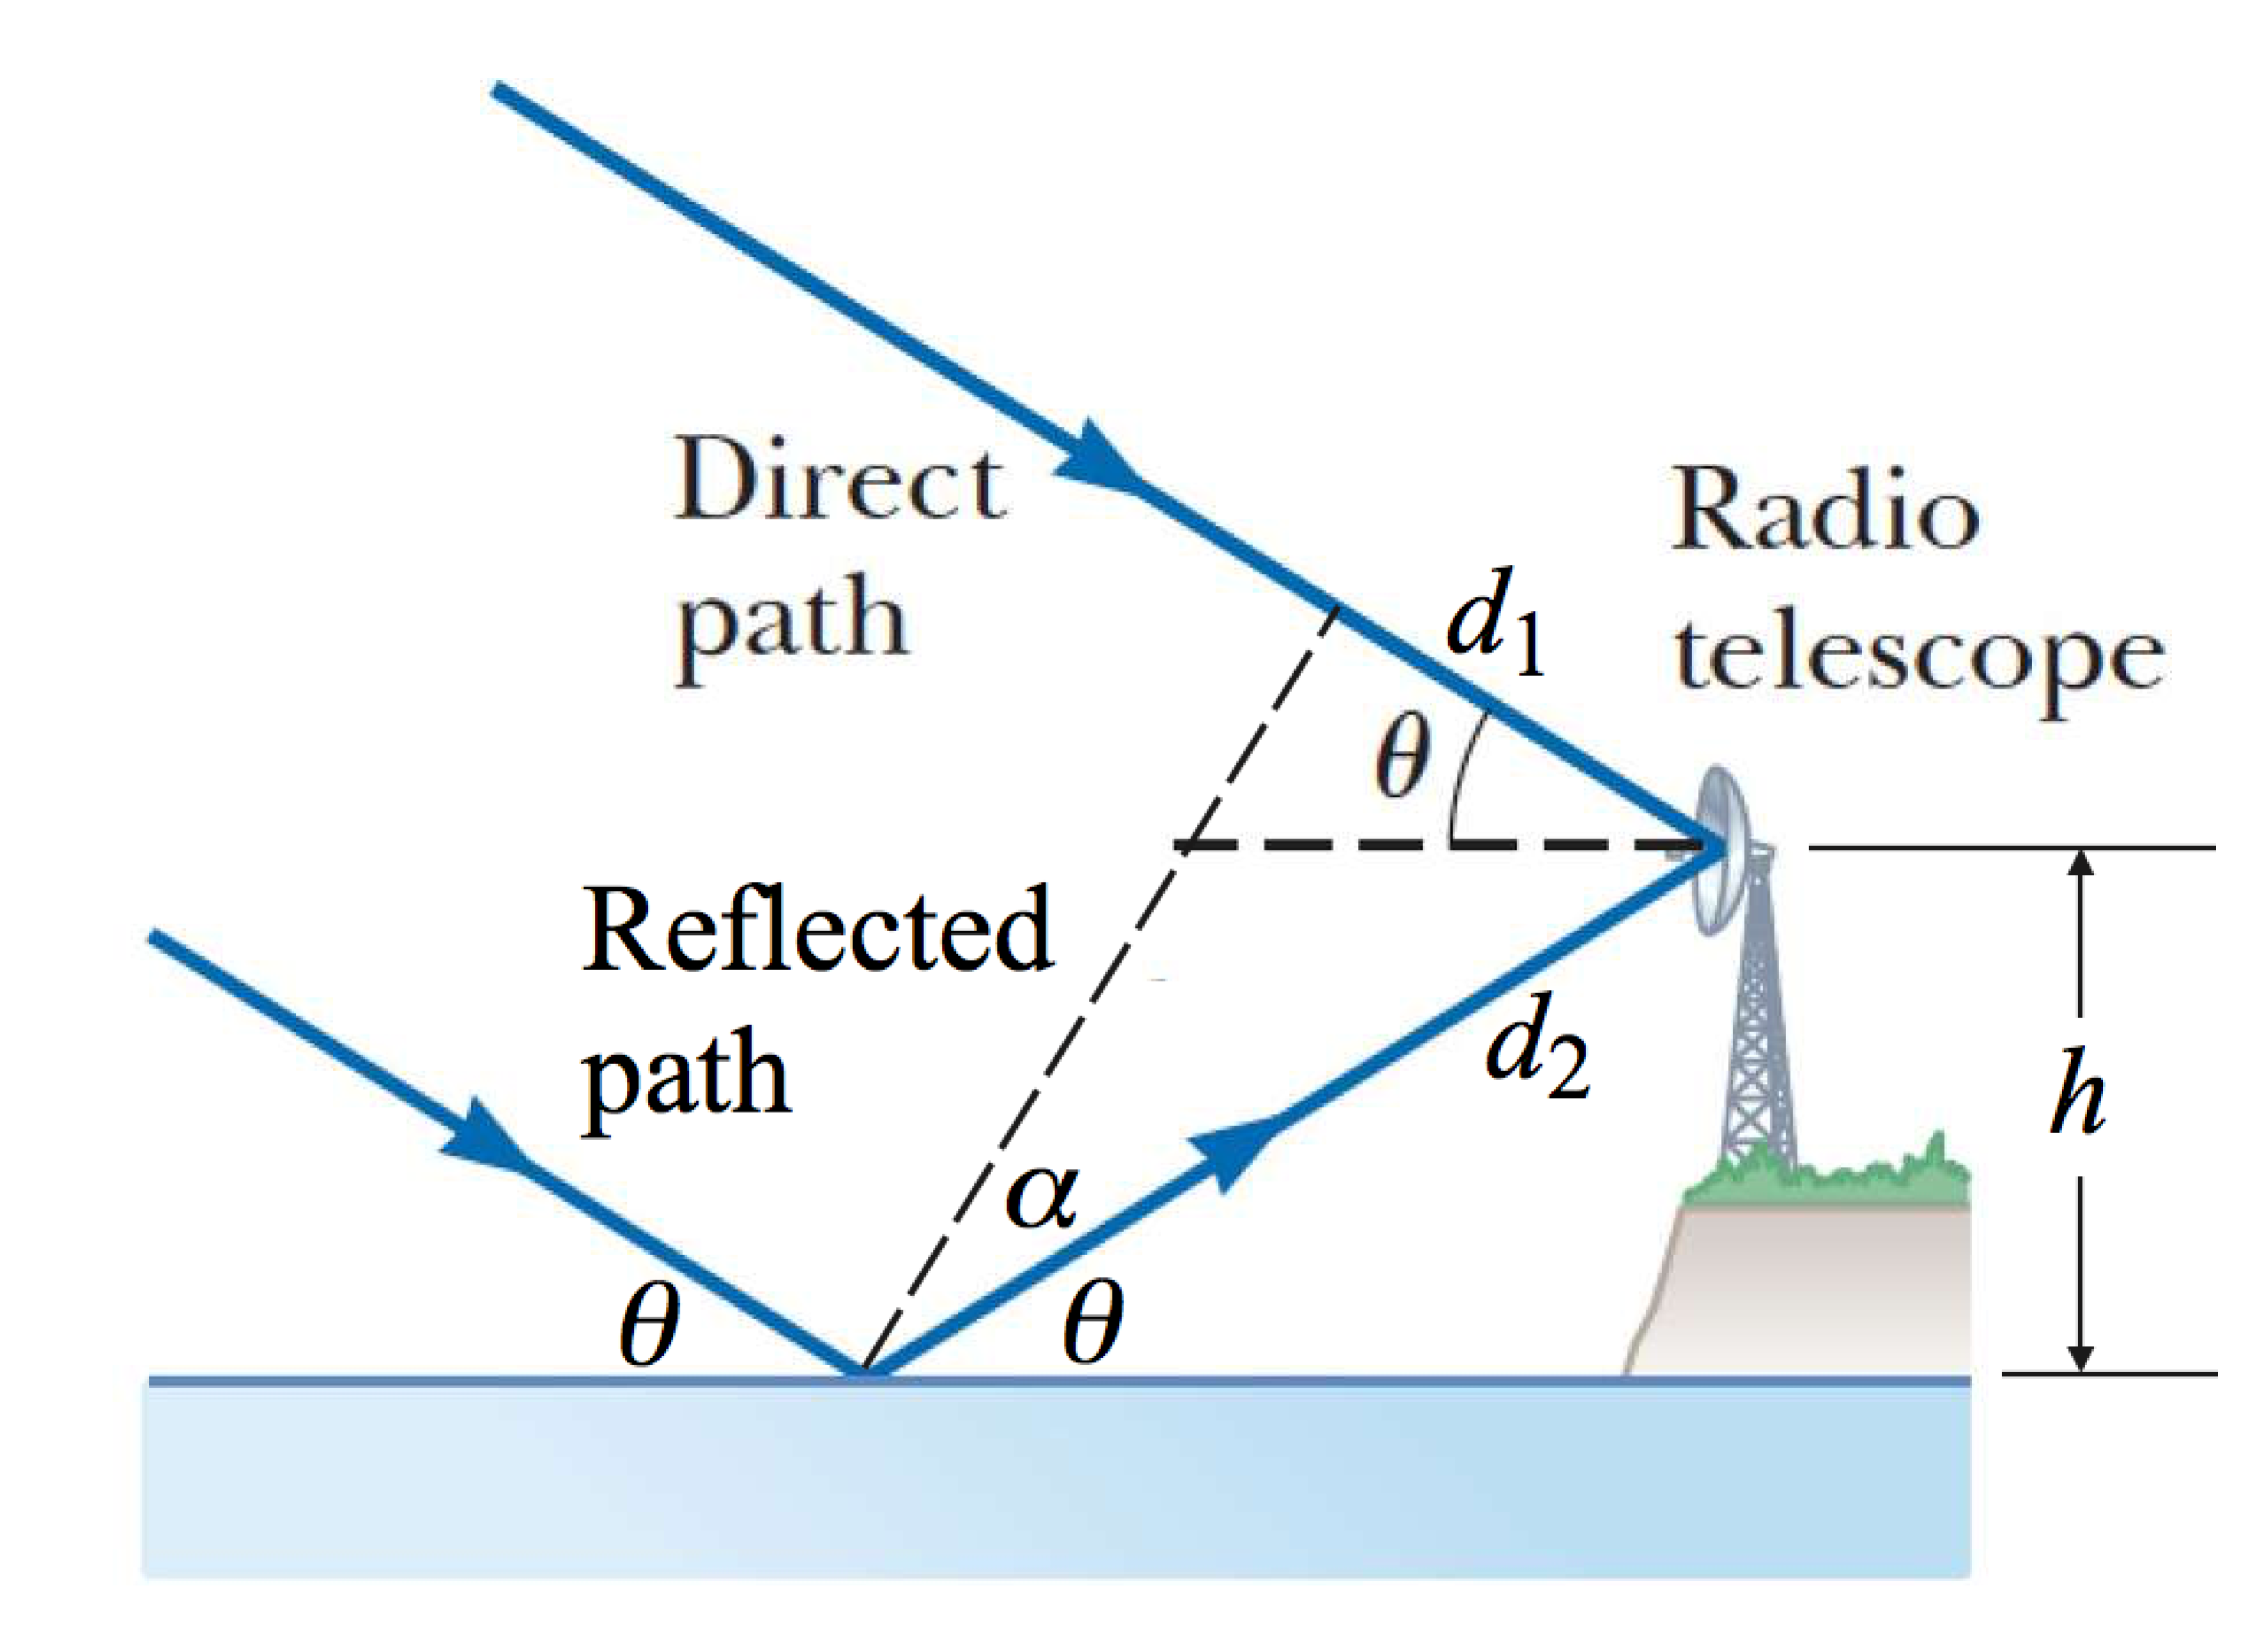 Direct
path
d1
Radio
telescope
θ
Reflected
path
d2
h
α
θ
θ